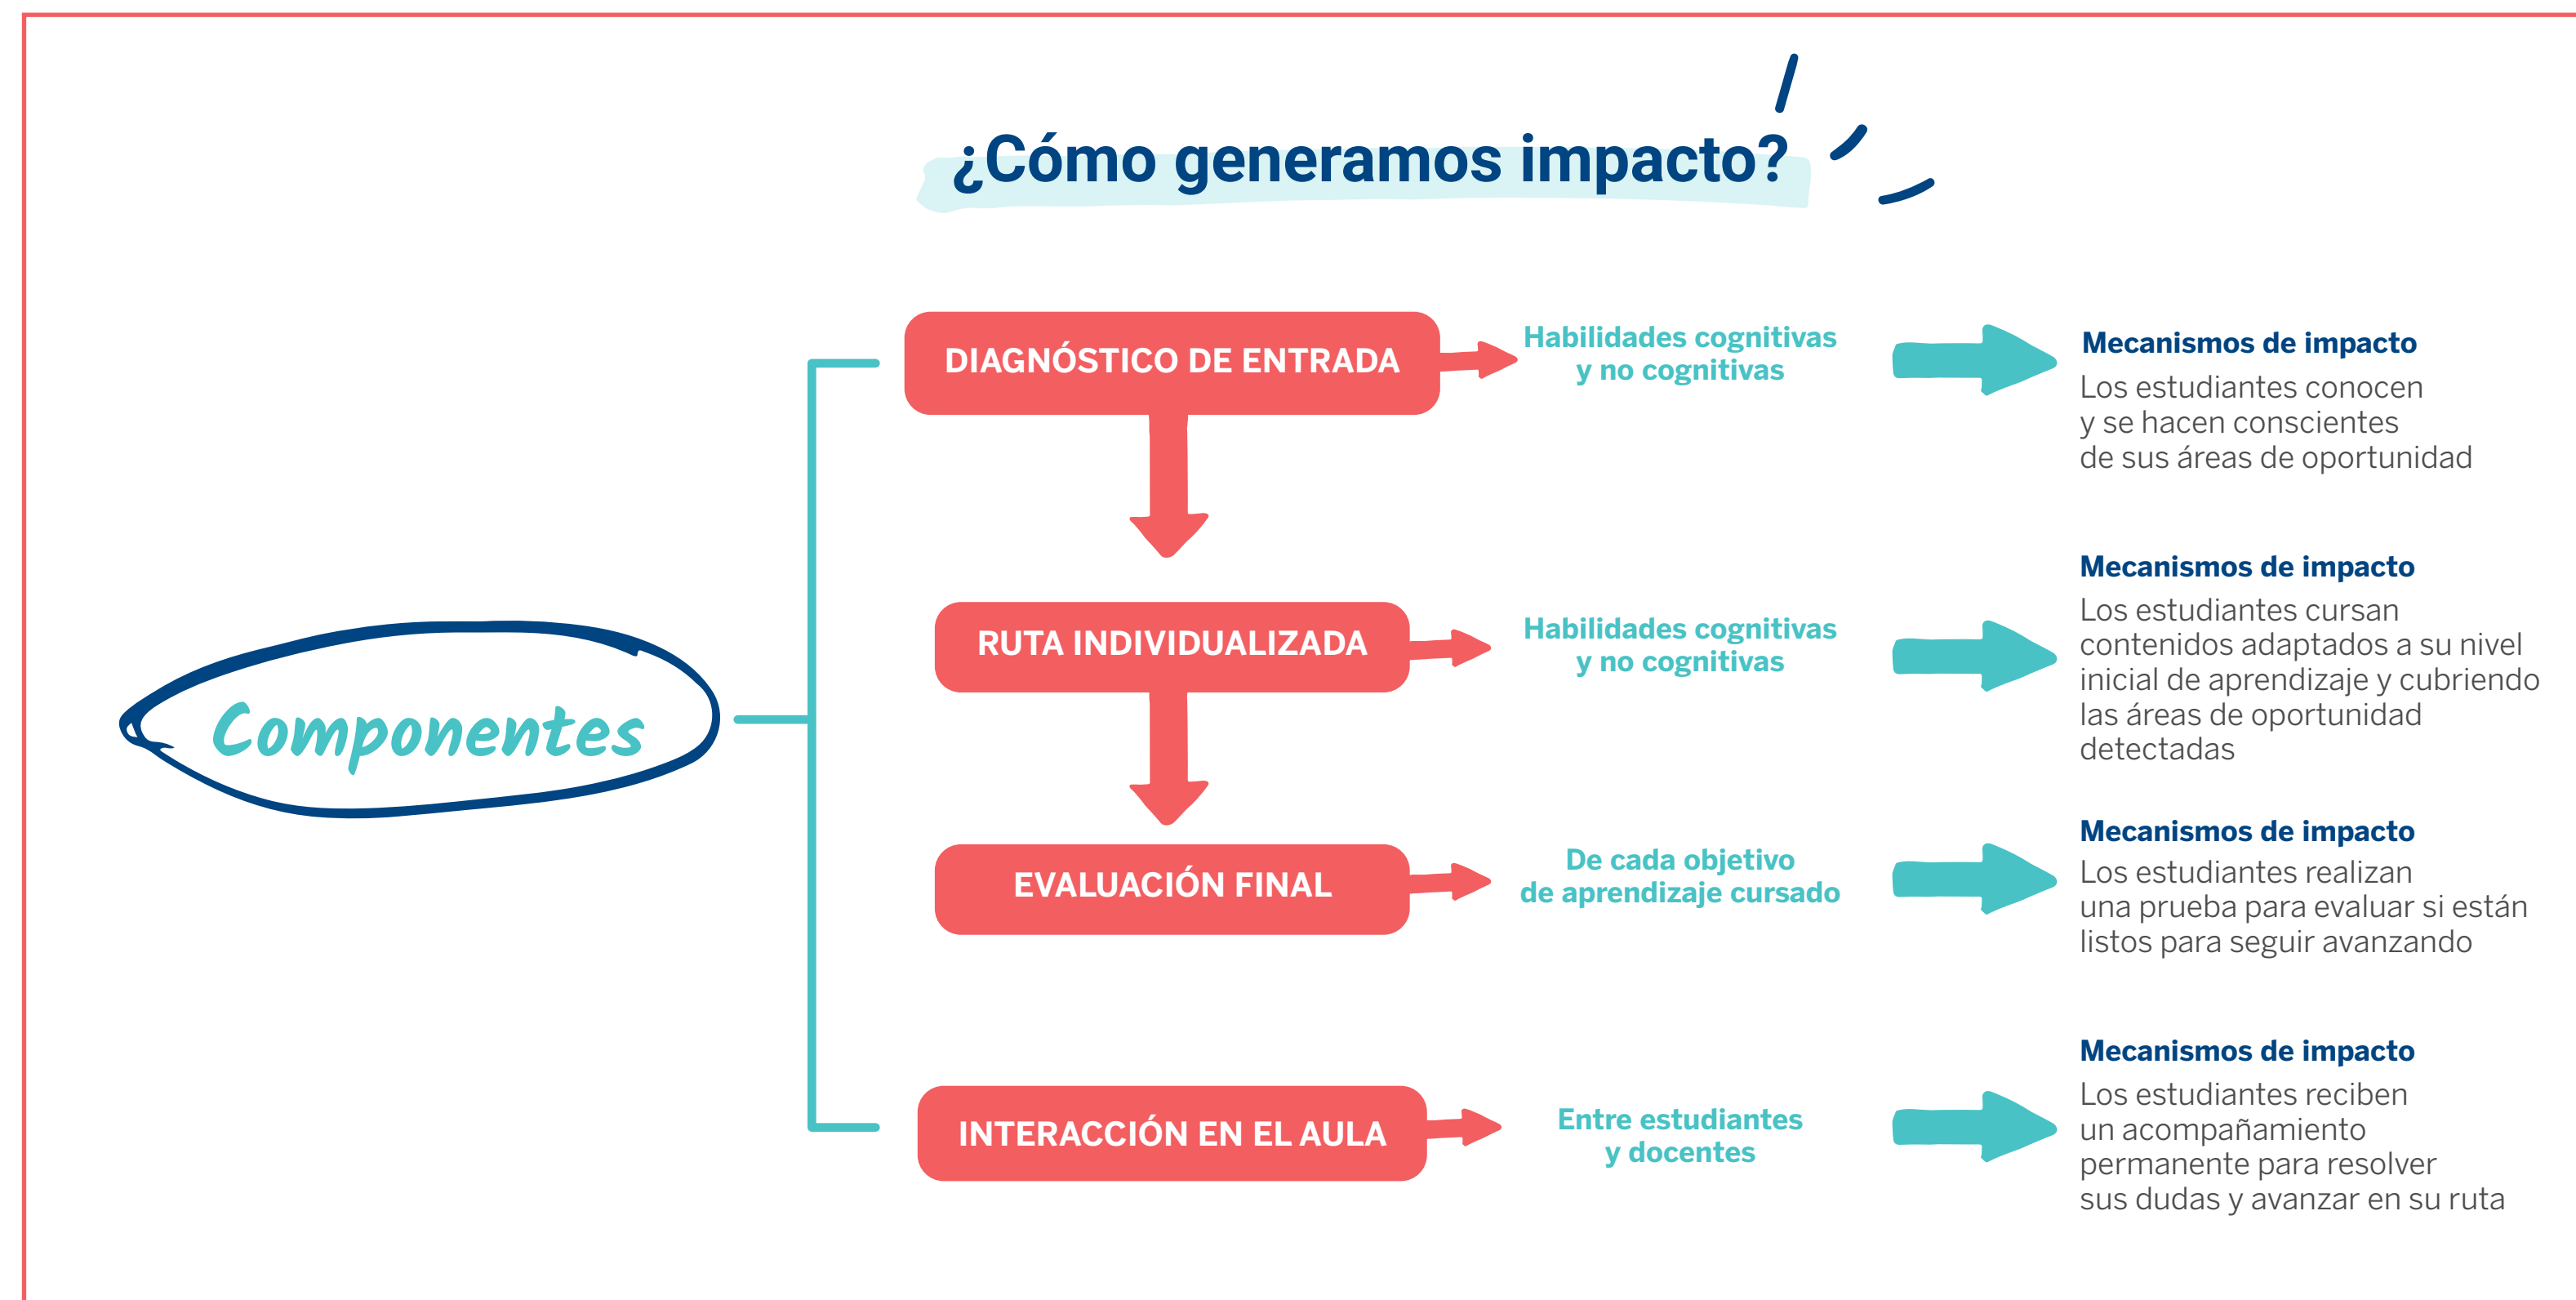 ¿Cómo generamos impacto?
Componentes
DIAGNÓSTICO DE ENTRADA
Habilidades cognitivas
y no cognitivas
Mecanismos de impacto
Los estudiantes conocen
y se hacen conscientes
de sus áreas de oportunidad
RUTA INDIVIDUALIZADA
Habilidades cognitivas
y no cognitivas
Mecanismos de impacto
Los estudiantes cursan
contenidos adaptados a su nivel
inicial de aprendizaje y cubriendo
las áreas de oportunidad
detectadas
EVALUACIÓN FINAL
De cada objetivo
de aprendizaje cursado
Mecanismos de impacto
Los estudiantes realizan
una prueba para evaluar si están
listos para seguir avanzando
INTERACCIÓN EN EL AULA
Entre estudiantes
y docentes
Mecanismos de impacto
Los estudiantes reciben
un acompañamiento
permanente para resolver
sus dudas y avanzar en su ruta